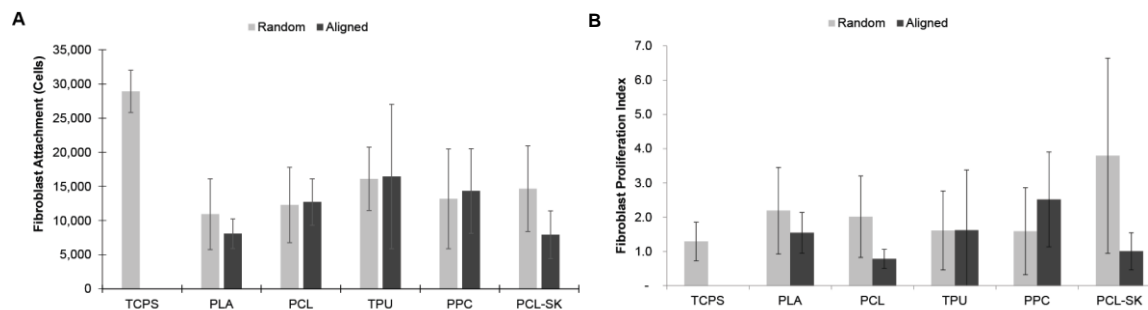 A
Random Aligned
Fibroblast Attachment (Cells)
35,000
30,000
25,000
20,000
15,000
10,000
5,000
0
TCPS PLA PCL TPU PPC PCL-SK
B
Random Aligned
Fibroblast Proliferation Index
7.0
6.0
5.0
4.0
3.0
2.0
1.0
-
TCPS PLA PCL TPU PPC PCL-SK